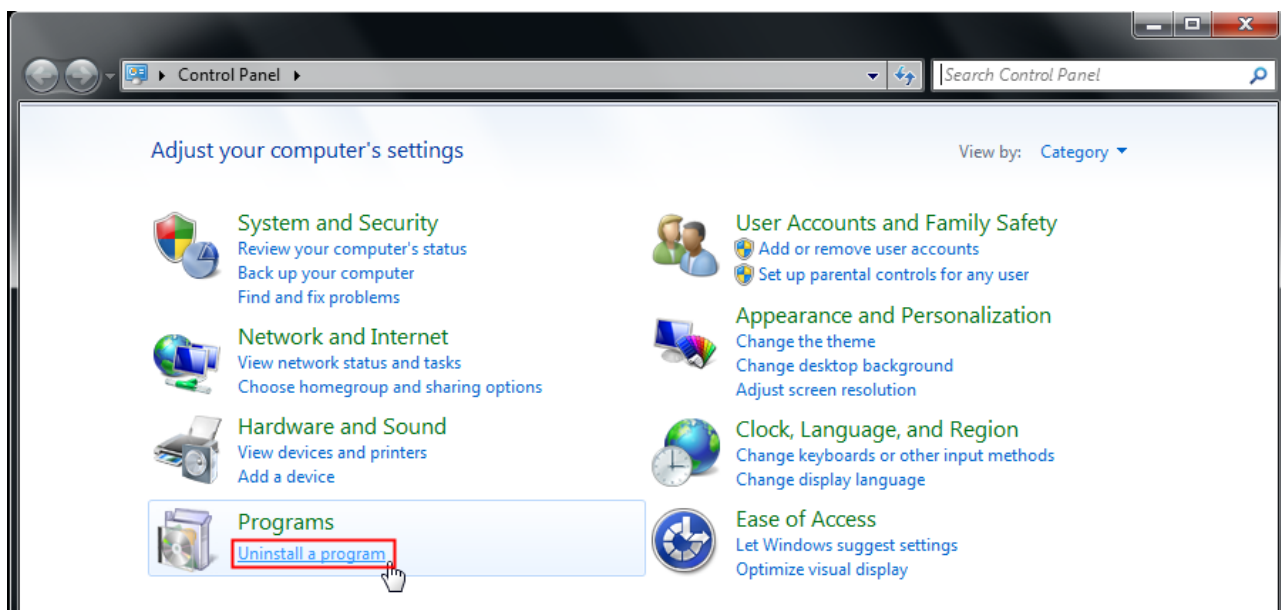 Control Panel
Search Control Panel
Adjust your computer's settings
View by: Category
System and Security
Review your computer's status
Back up your computer
Find and fix problems
Network and Internet
View network status and tasks
Choose homegroup and sharing options
Hardware and Sound
View devices and printers
Add a device
Programs
Uninstall a program
User Accounts and Family Safety
Add or remove user accounts
Set up parental controls for any user
Appearance and Personalization
Change the theme
Change desktop background
Adjust screen resolution
Clock, Language, and Region
Change keyboards or other input methods
Change display language
Ease of Access
Let Windows suggest settings
Optimize visual display